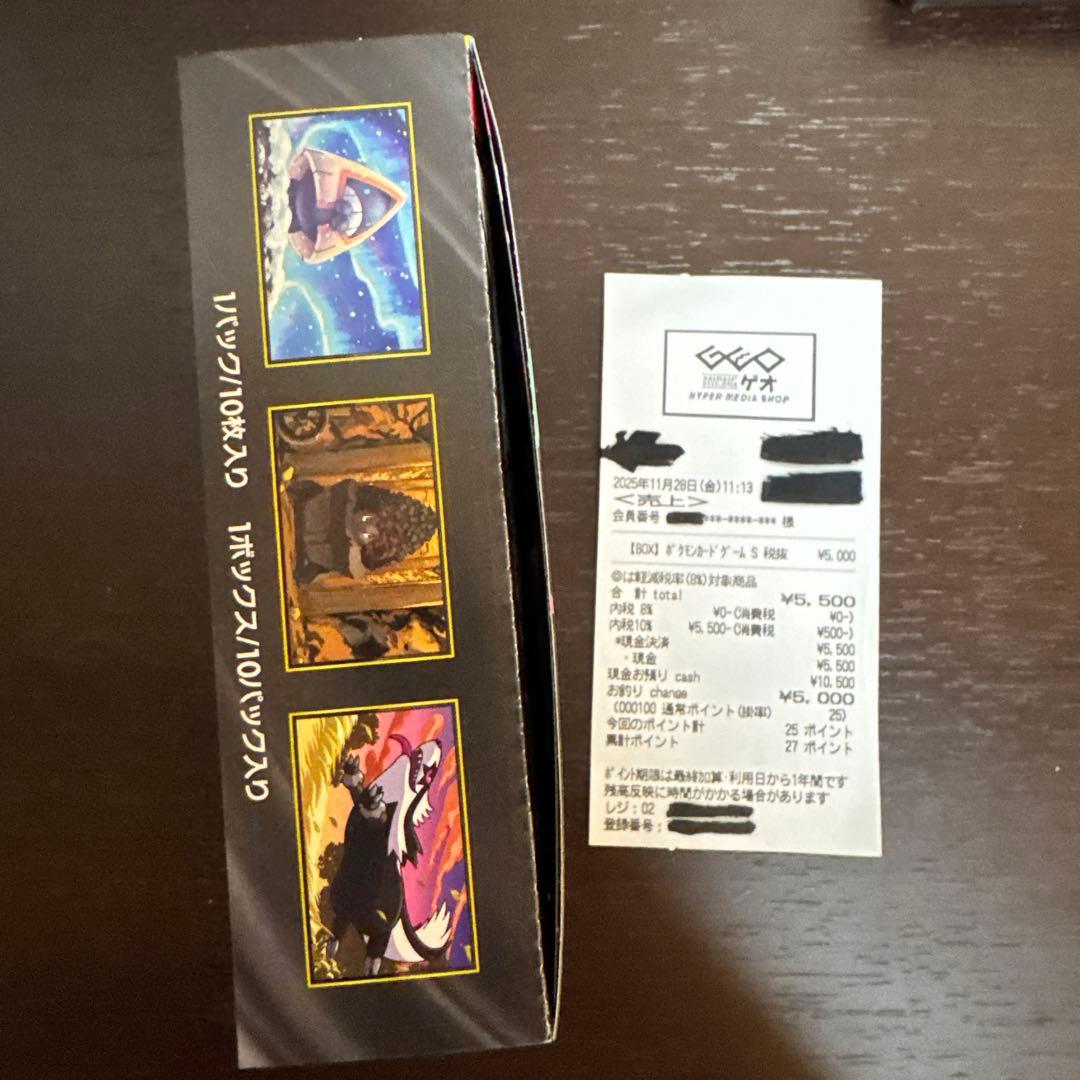 1パック/10枚入り 1ボックス/10パック入り
GEO
ゲオ
HYPER MEDIA SHOP
2025年11月28日(金)11:13
<売上>
会員番号 ***-****-*** 様
【BOX】ポケモンカードゲーム S 税抜 ¥5,000
◎は軽減税率(8%)対象商品
合 計 total ¥5,500
内税 8% ¥0-(消費税 ¥0-)
内税10% ¥5,500-(消費税 ¥500-)
*現金決済 ¥5,500
・現金 ¥5,500
現金お預り cash ¥10,500
お釣り change ¥5,000
(000100 通常ポイント(掛率) 25)
今回のポイント計 25 ポイント
累計ポイント 27 ポイント
ポイント期限は最終加算・利用日から1年間です
残高反映に時間がかかる場合があります
レジ:02
登録番号: